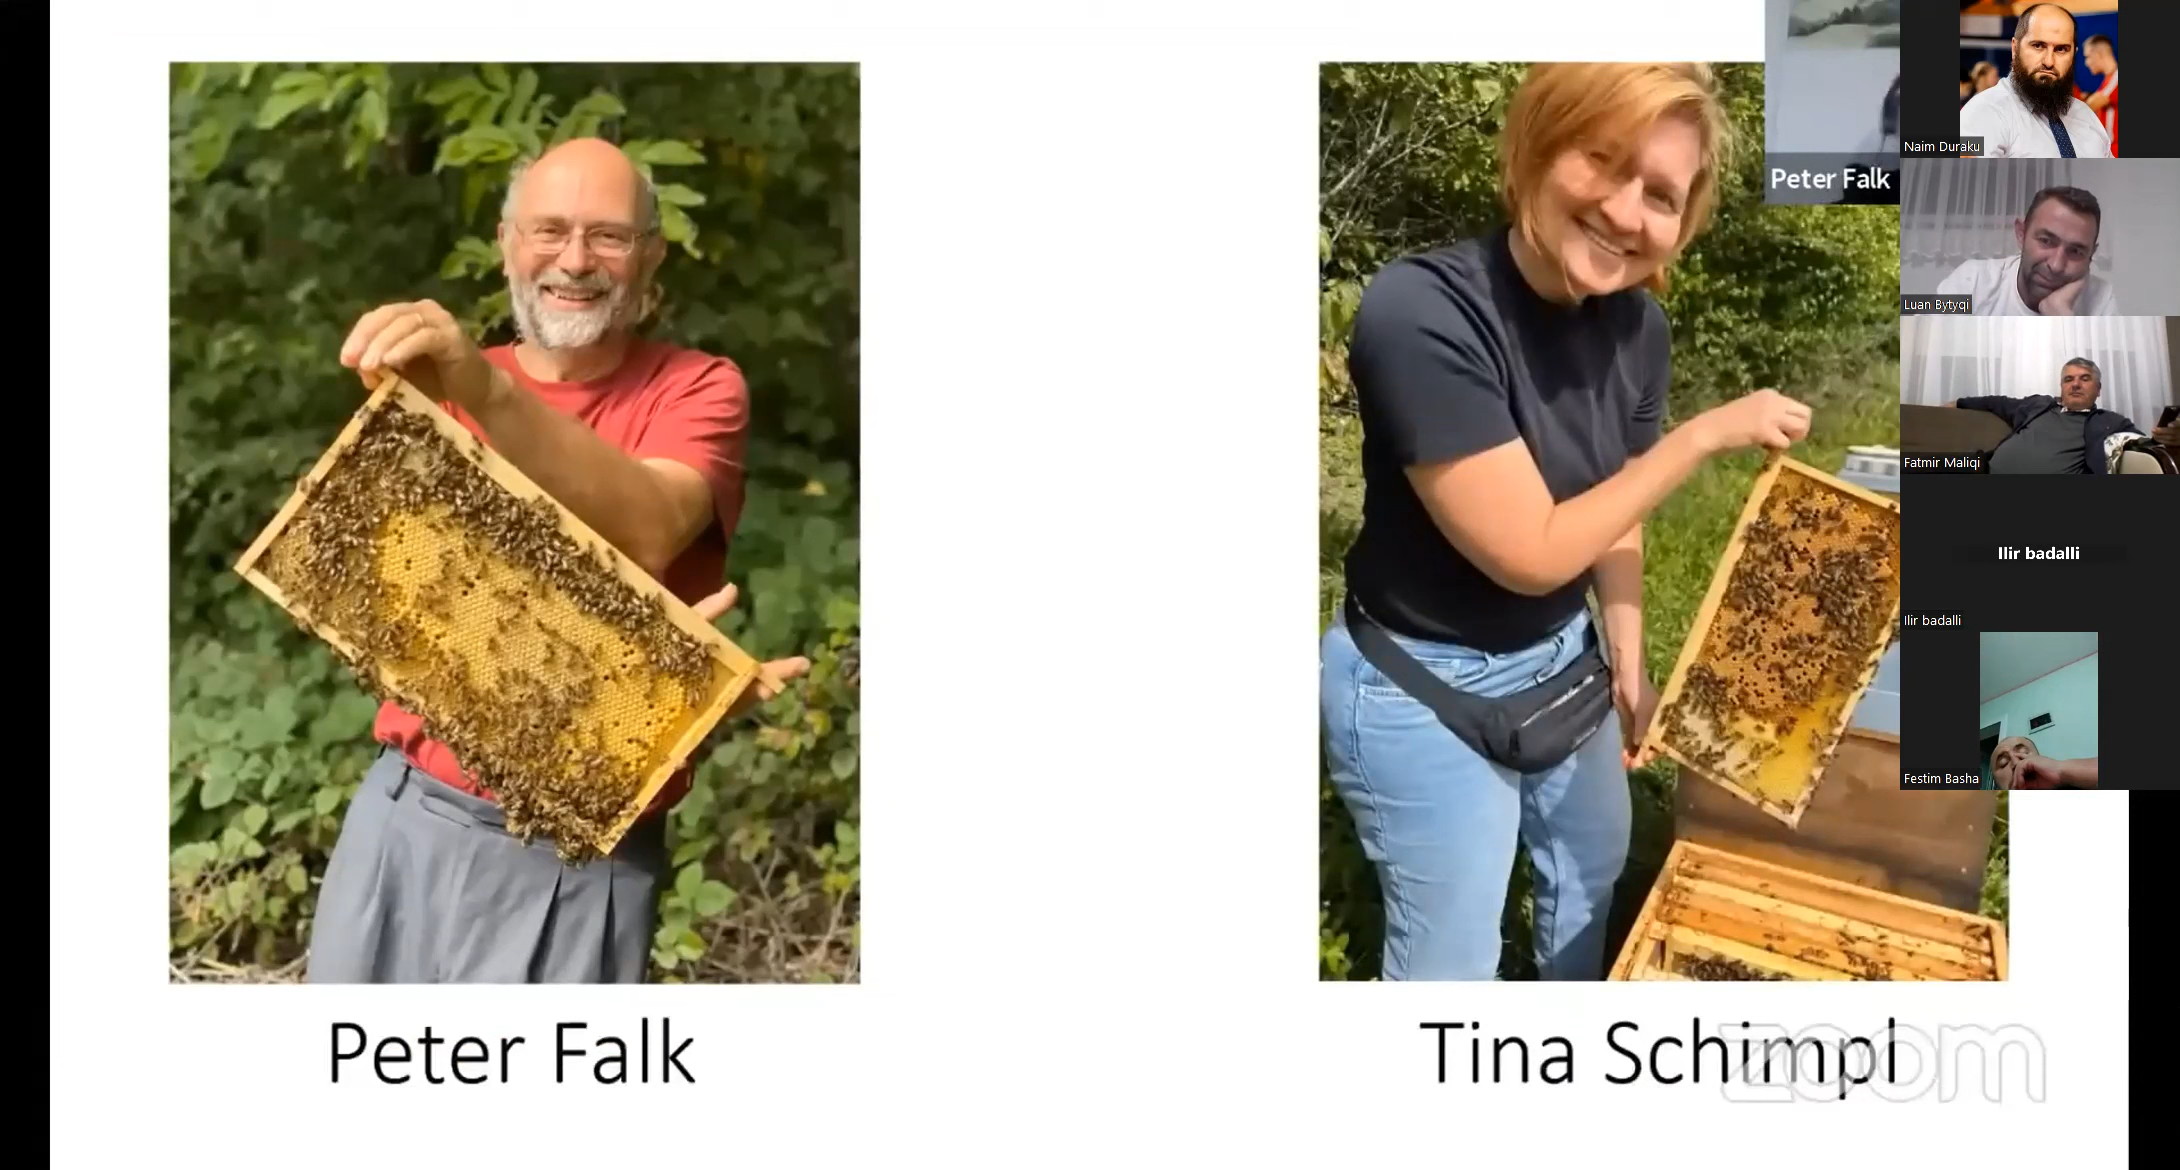 Peter Falk
Naim Duraku
Luan Bytyqi
Fatmir Maliqi
Ilir badalli
Ilir badalli
Festim Basha
Peter Falk
Tina Schimpl
zoom